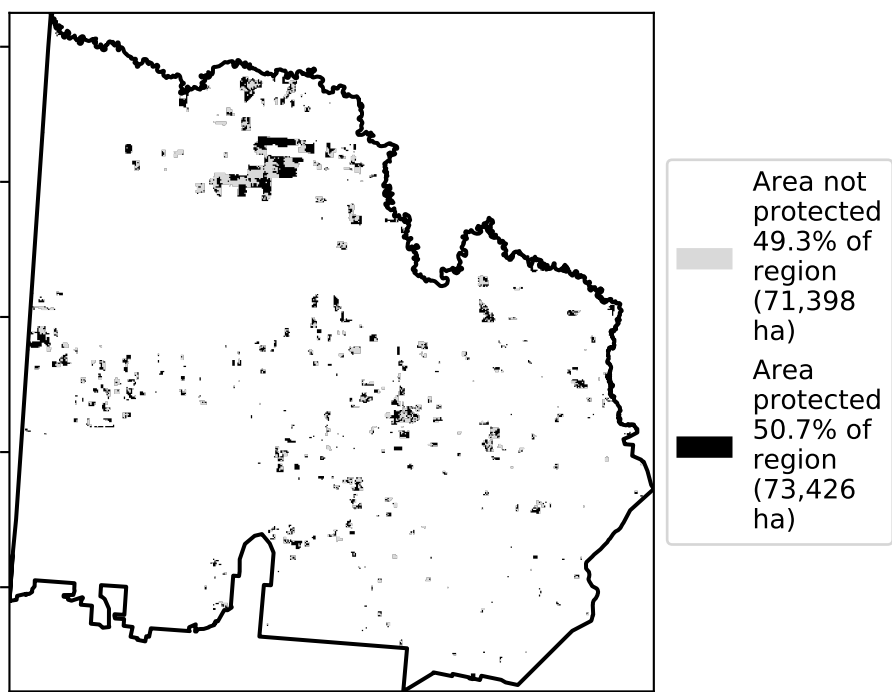 Area not
protected
49.3% of
region
(71,398
ha)
Area
protected
50.7% of
region
(73,426
ha)